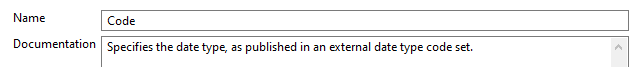 Name Code
Documentation Specifies the date type, as published in an external date type code set.